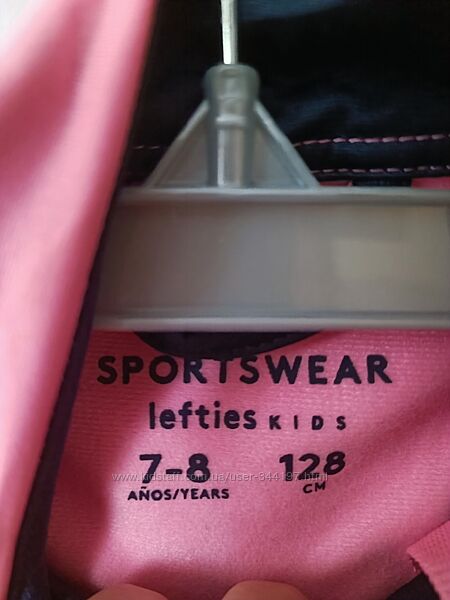 SPORTSWEAR
lefties KIDS
7-8 128
AÑOS/YEARS CM